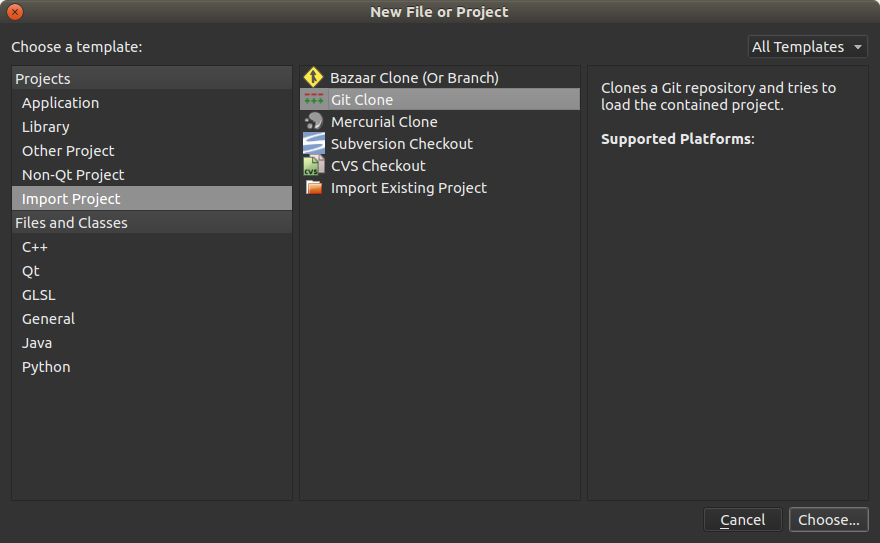 New File or Project
Choose a template:
All Templates
Projects
Application
Library
Other Project
Non-Qt Project
Import Project
Files and Classes
C++
Qt
GLSL
General
Java
Python
Bazaar Clone (Or Branch)
Git Clone
Mercurial Clone
Subversion Checkout
CVS
CVS Checkout
Import Existing Project
Clones a Git repository and tries to
load the contained project.
Supported Platforms:
Cancel
Choose...